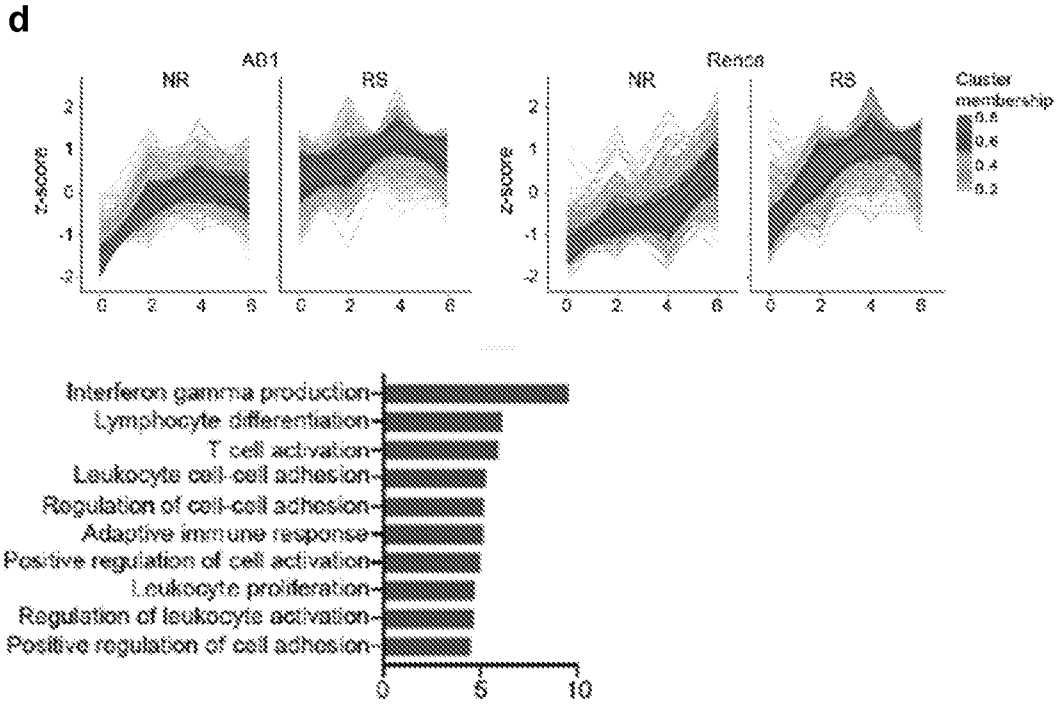 d
AB1
Renca
NR
RS
NR
RS
Cluster
membership
0.8
0.6
0.4
0.2
z-score
2
1
0
-1
-2
0 2 4 6
0 2 4 6
z-score
2
1
0
-1
-2
0 2 4 6
0 2 4 6
Interferon gamma production
Lymphocyte differentiation
T cell activation
Leukocyte cell-cell adhesion
Regulation of cell-cell adhesion
Adaptive immune response
Positive regulation of cell activation
Leukocyte proliferation
Regulation of leukocyte activation
Positive regulation of cell adhesion
0 5 10